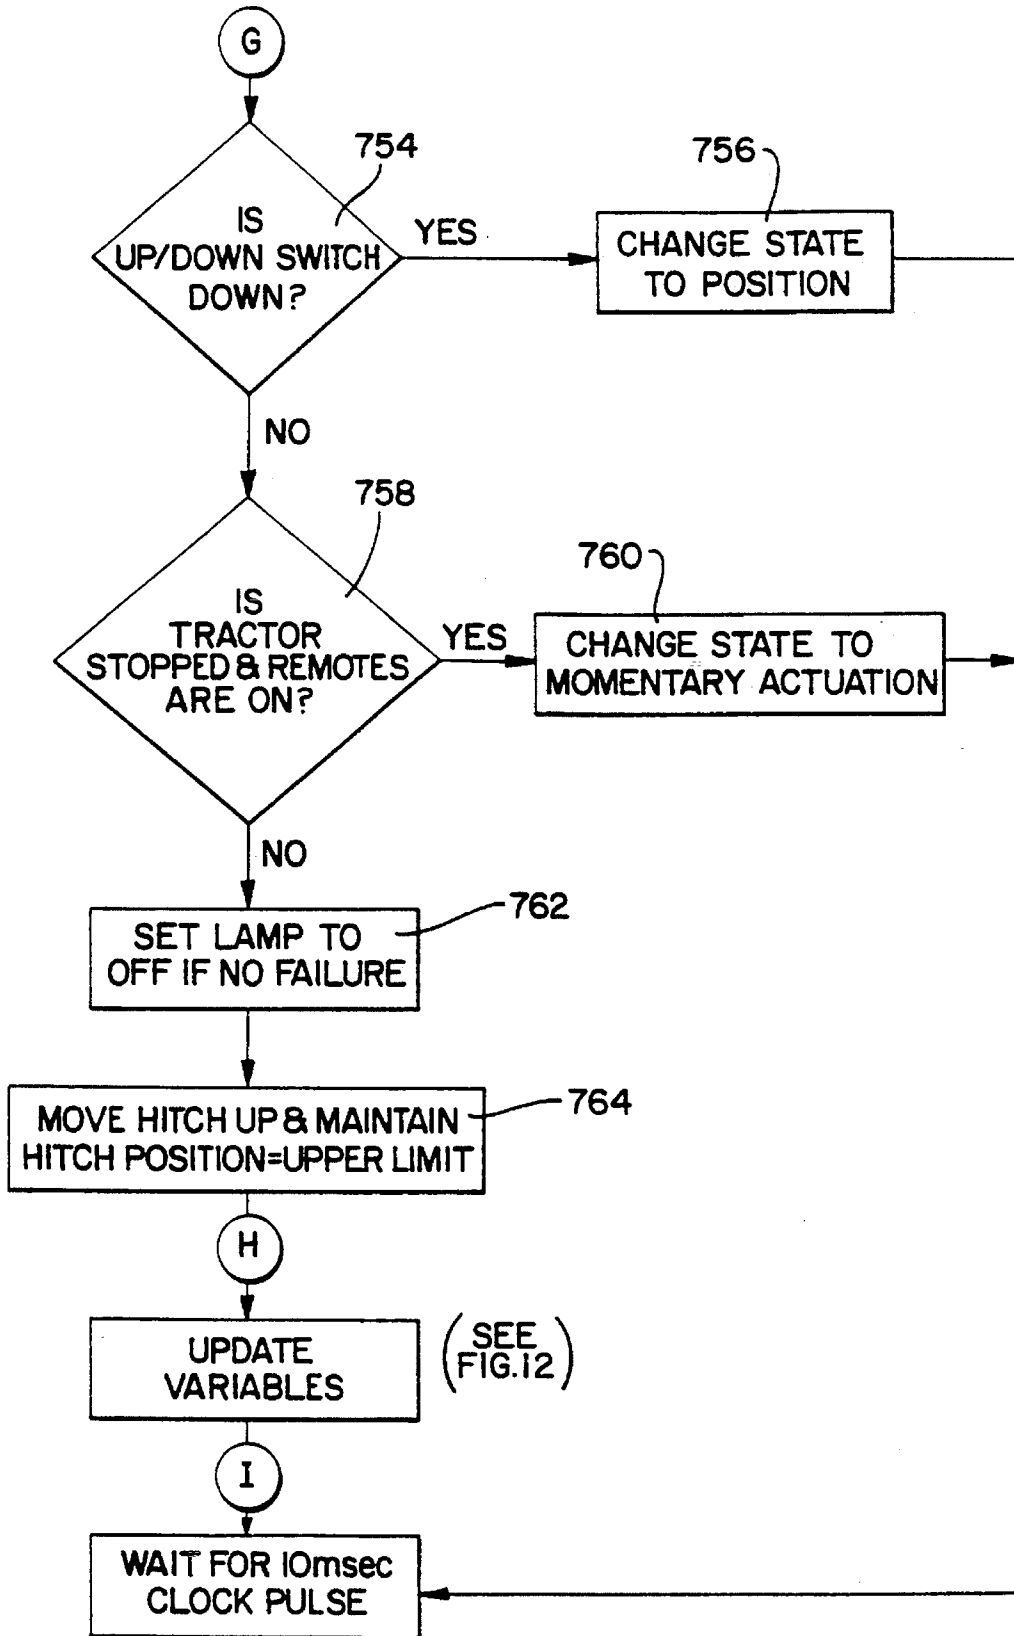 G
754
IS
UP/DOWN SWITCH
DOWN?
YES
756
CHANGE STATE
TO POSITION
NO
758
IS
TRACTOR
STOPPED & REMOTES
ARE ON?
YES
760
CHANGE STATE TO
MOMENTARY ACTUATION
NO
762
SET LAMP TO
OFF IF NO FAILURE
764
MOVE HITCH UP & MAINTAIN
HITCH POSITION=UPPER LIMIT
H
UPDATE
VARIABLES
(SEE
FIG.12)
I
WAIT FOR 10msec
CLOCK PULSE